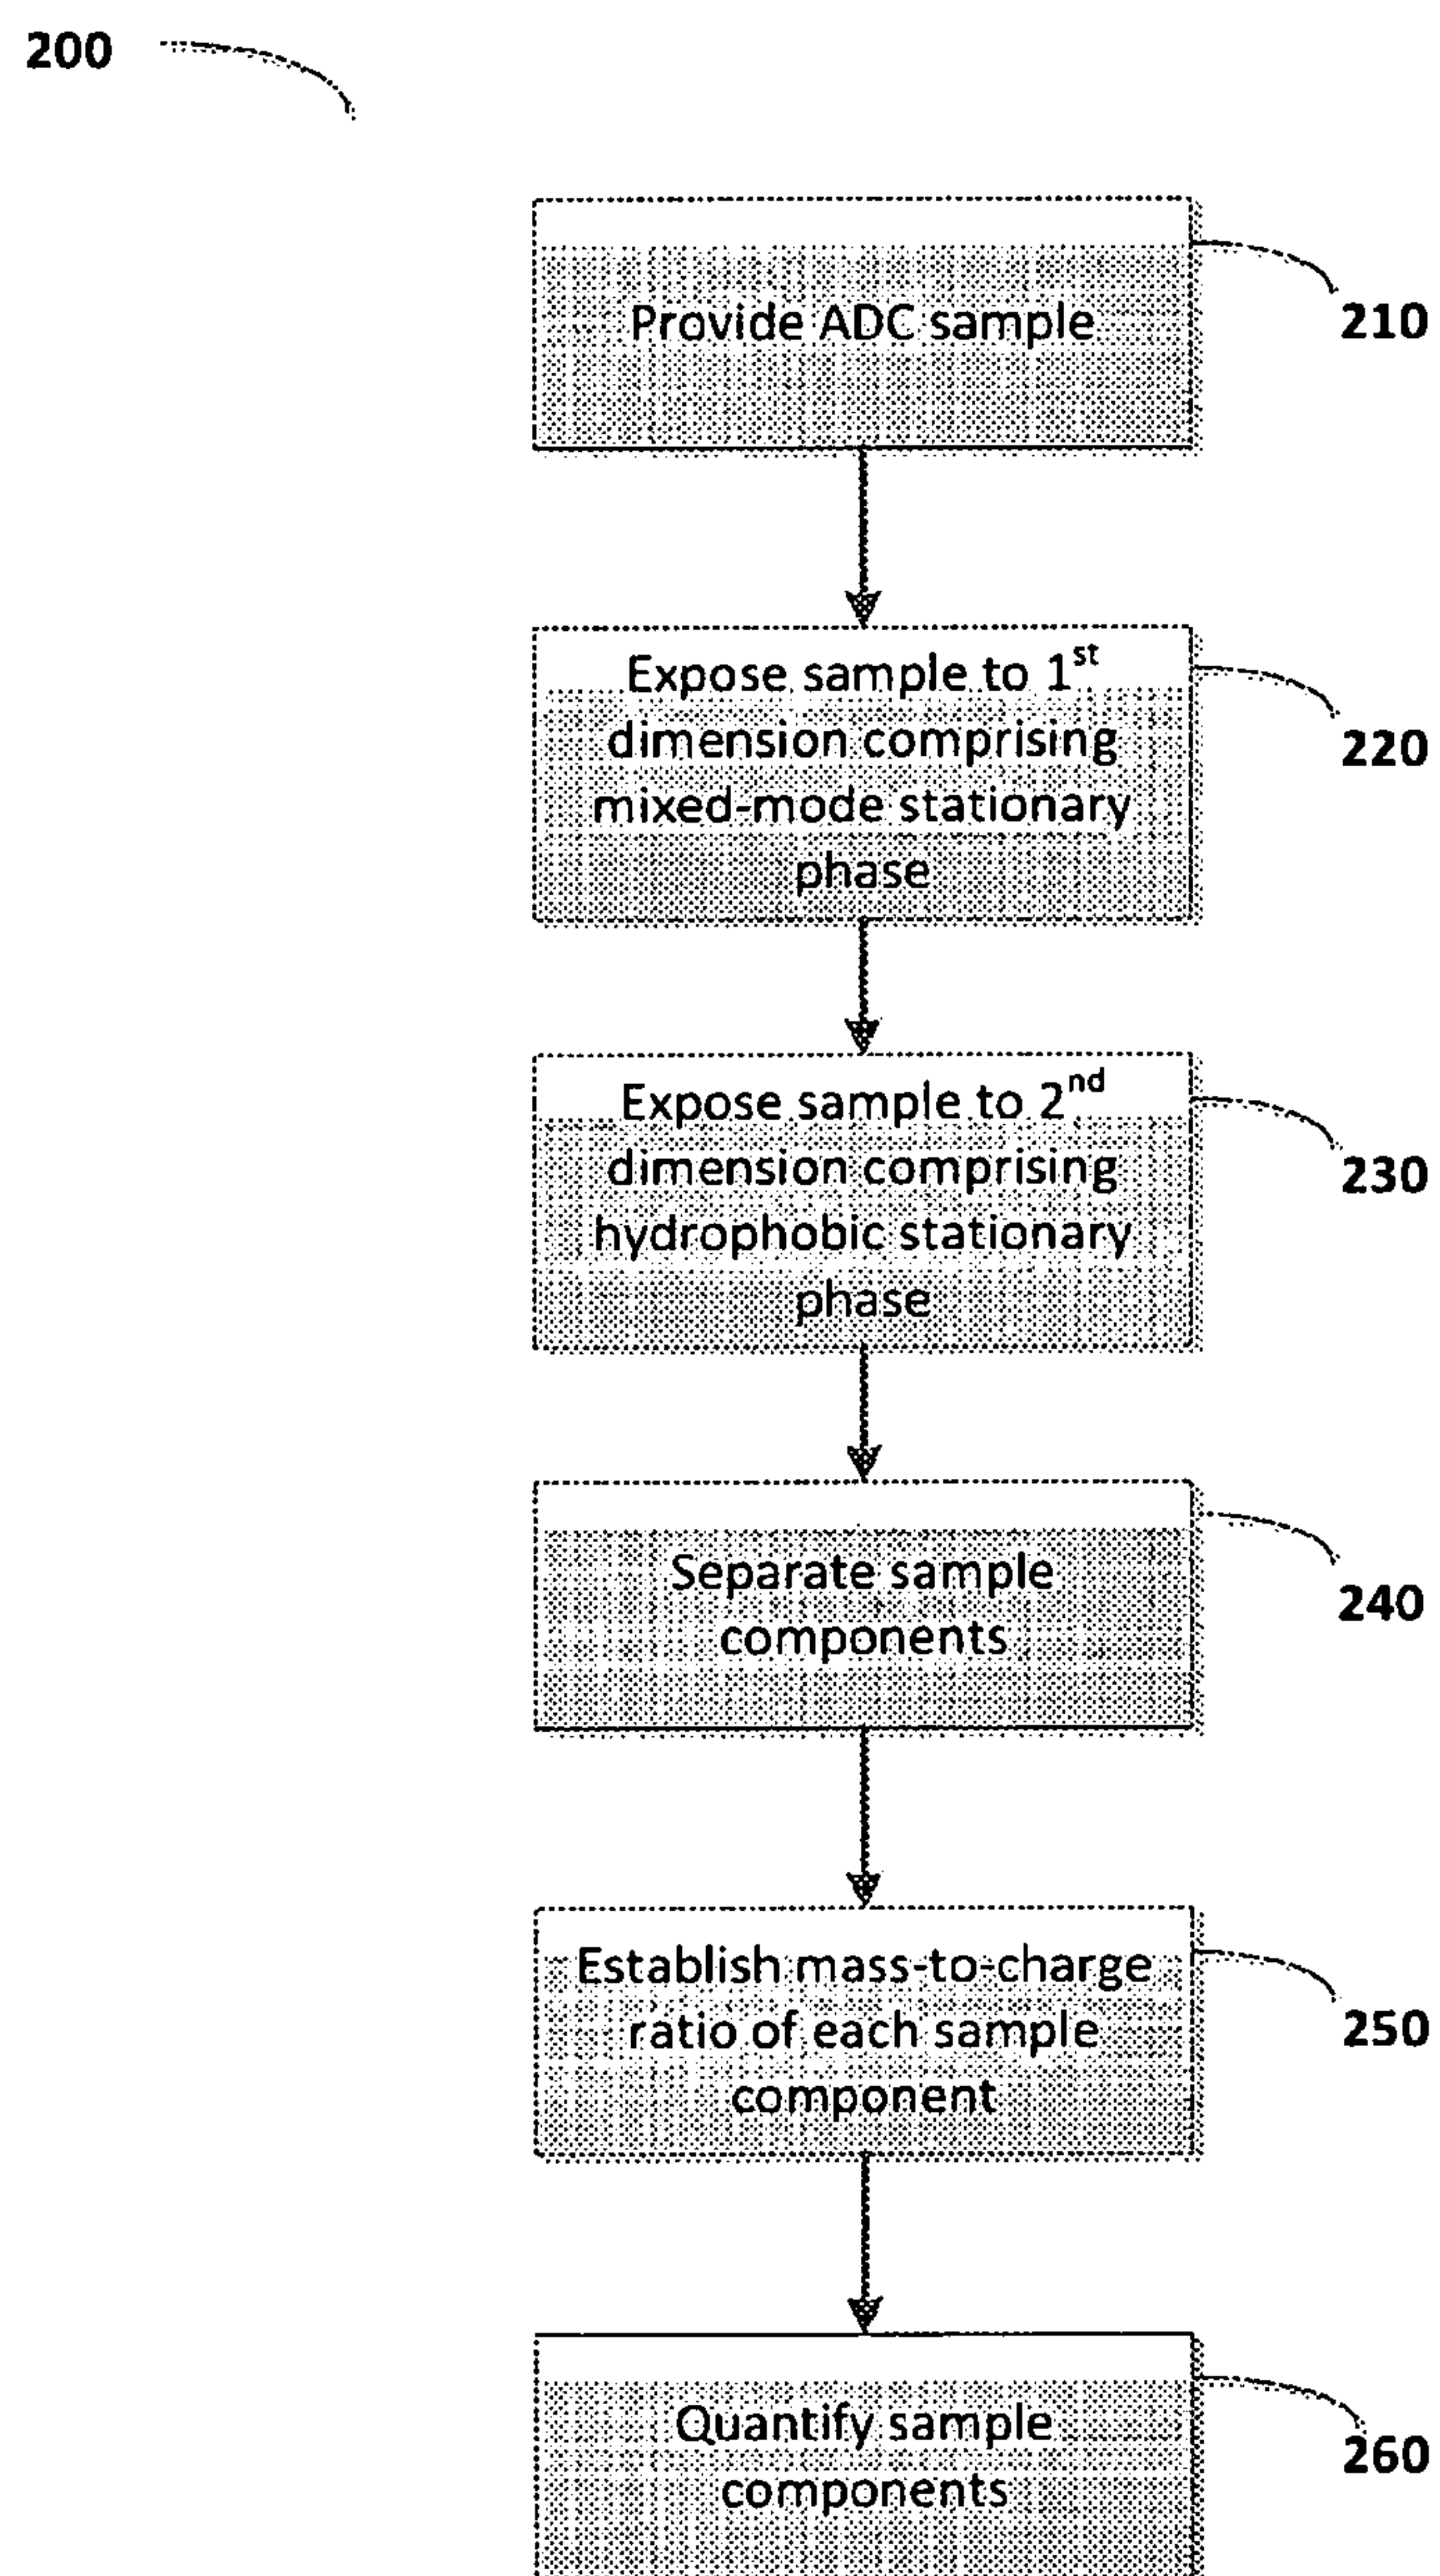 200
Provide ADC sample
210
Expose sample to 1st
dimension comprising
mixed-mode stationary
phase
220
Expose sample to 2nd
dimension comprising
hydrophobic stationary
phase
230
Separate sample
components
240
Establish mass-to-charge
ratio of each sample
component
250
Quantify sample
components
260